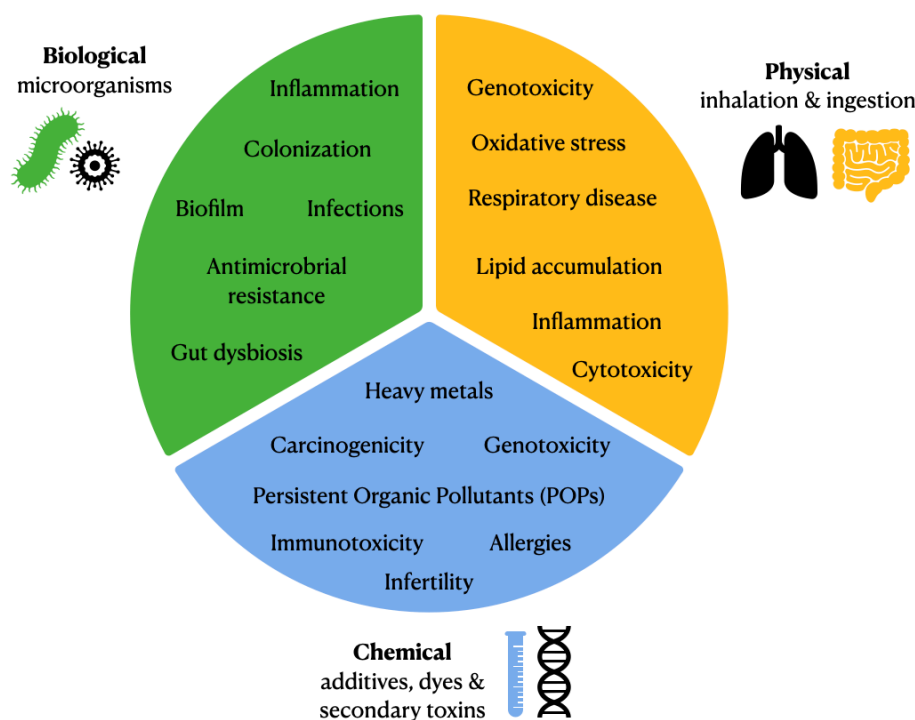 Biological
microorganisms
Inflammation
Colonization
Biofilm
Infections
Antimicrobrial
resistance
Gut dysbiosis
Physical
inhalation & ingestion
Genotoxicity
Oxidative stress
Respiratory disease
Lipid accumulation
Inflammation
Cytotoxicity
Heavy metals
Carcinogenicity
Genotoxicity
Persistent Organic Pollutants (POPs)
Immunotoxicity
Allergies
Infertility
Chemical
additives, dyes &
secondary toxins